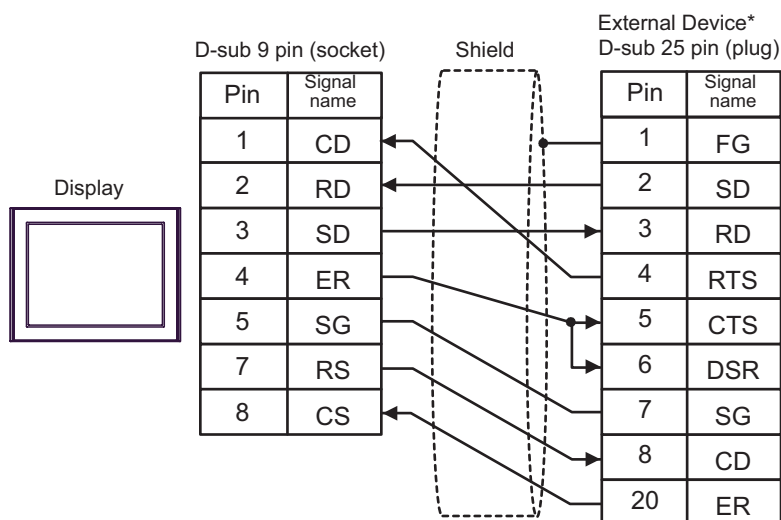 External Device*
D-sub 9 pin (socket) Shield D-sub 25 pin (plug)
Pin Signal name Pin Signal name
1 CD 1 FG
Display
2 RD 2 SD
3 SD 3 RD
4 ER 4 RTS
5 SG 5 CTS
7 RS 6 DSR
8 CS 7 SG
8 CD
20 ER